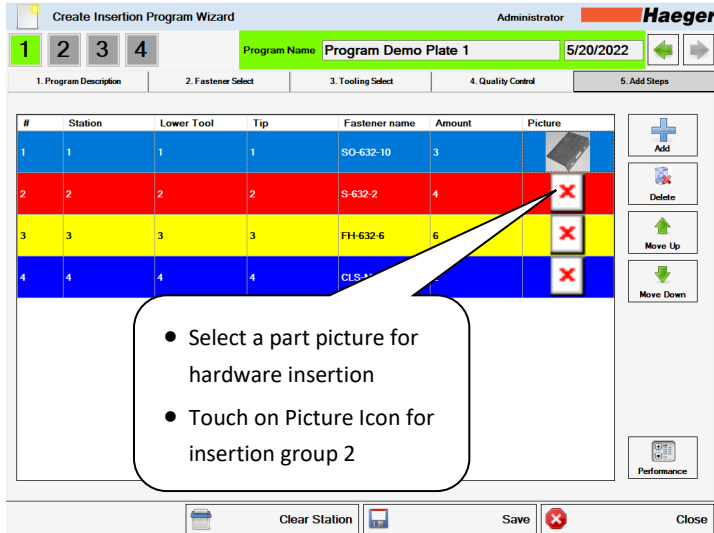 Create Insertion Program Wizard
Administrator
Haeger
1 2 3 4
Program Name Program Demo Plate 1 5/20/2022
1. Program Description 2. Fastener Select 3. Tooling Select 4. Quality Control 5. Add Steps
# Station Lower Tool Tip Fastener name Amount Picture
1 1 1 1 SO-632-10 3
2 2 2 2 S-632-2 4
3 3 3 3 FH-632-6 6
4 4 4 4
Add
Delete
Move Up
Move Down
• Select a part picture for
hardware insertion
• Touch on Picture Icon for
insertion group 2
Performance
Clear Station Save Close